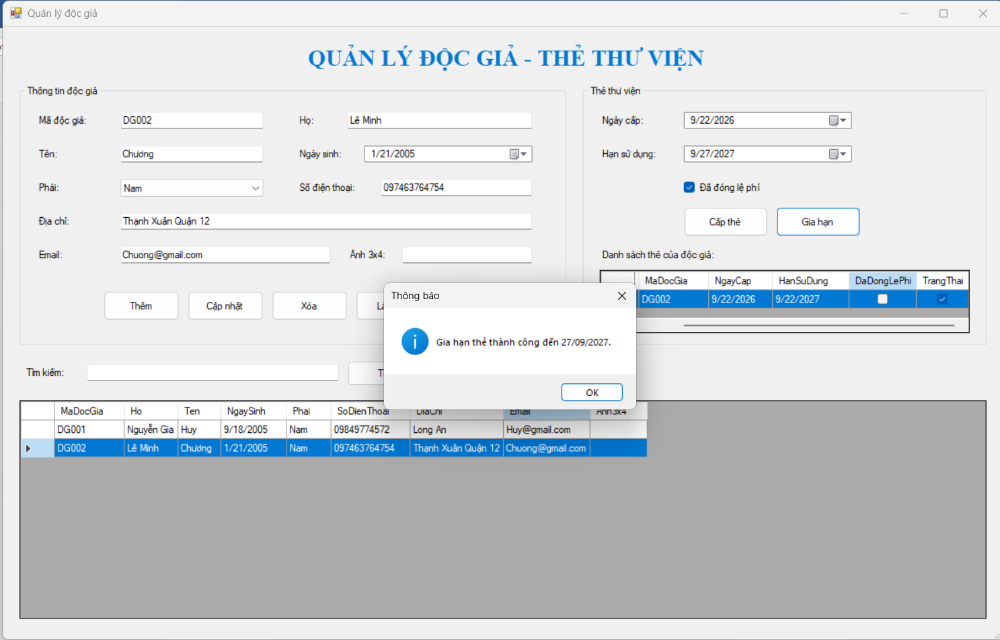 Quản lý độc giả
QUẢN LÝ ĐỘC GIẢ - THẺ THƯ VIỆN
Thông tin độc giả
Mã độc giả: DG002 Họ: Lê Minh
Tên: Chương Ngày sinh: 1/21/2005
Phái: Nam Số điện thoại: 097463764754
Địa chỉ: Thạnh Xuân Quận 12
Email: Chuong@gmail.com Ảnh 3x4:
Thêm Cập nhật Xóa
Thẻ thư viện
Ngày cấp: 9/22/2026
Hạn sử dụng: 9/27/2027
Đã đóng lệ phí
Cấp thẻ Gia hạn
Danh sách thẻ của độc giả:
MaDocGia NgayCap HanSuDung DaDongLePhi TrangThai
DG002 9/22/2026 9/22/2027
Thông báo
Gia hạn thẻ thành công đến 27/09/2027.
OK
Tìm kiếm:
MaDocGia Ho Ten NgaySinh Phai SoDienThoai DiaChi Email Anh3x4
DG001 Nguyễn Gia Huy 9/18/2005 Nam 09849774572 Long An Huy@gmail.com
DG002 Lê Minh Chương 1/21/2005 Nam 097463764754 Thạnh Xuân Quận 12 Chuong@gmail.com